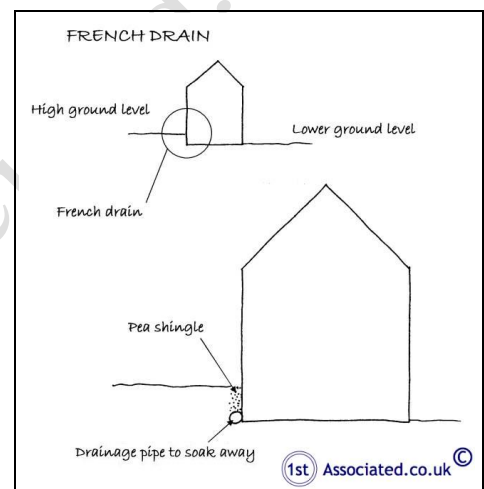 FRENCH DRAIN
High ground level
Lower ground level
French drain
Pea shingle
Drainage pipe to soak away
1st Associated.co.uk ©